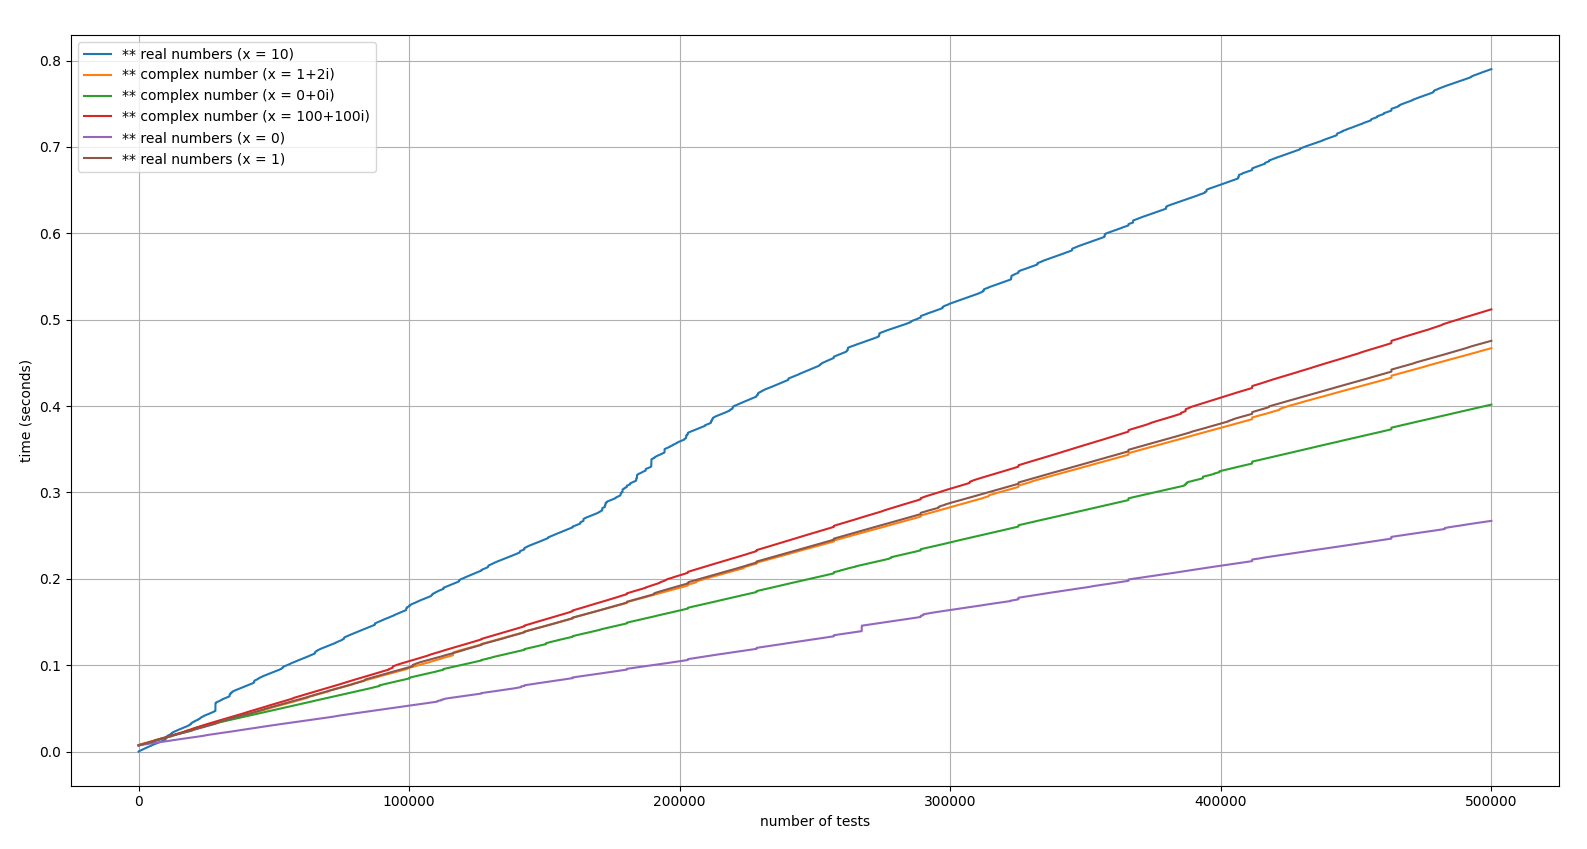 ** real numbers (x = 10)
** complex number (x = 1+2i)
** complex number (x = 0+0i)
** complex number (x = 100+100i)
** real numbers (x = 0)
** real numbers (x = 1)
0.8
0.7
0.6
0.5
0.4
0.3
0.2
0.1
0.0
time (seconds)
0 100000 200000 300000 400000 500000
number of tests